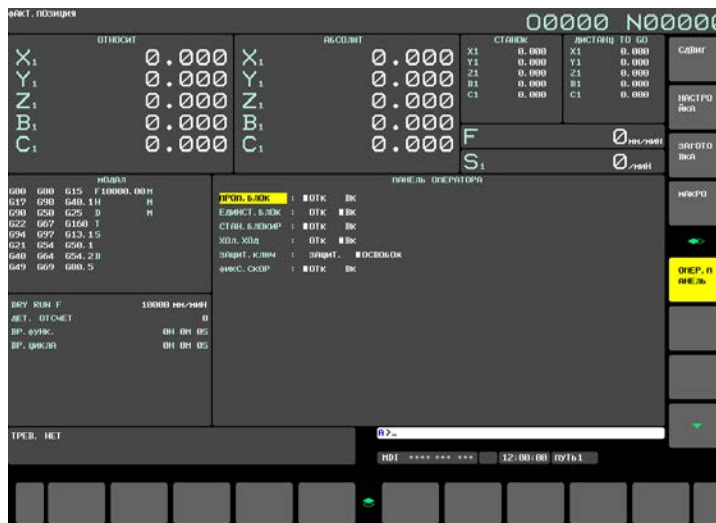 ФАКТ. ПОЗИЦИЯ
O0000 N0000
ОТНОСИТ
X1 0.000
Y1 0.000
Z1 0.000
B1 0.000
C1 0.000
АБСОЛЮТ
X1 0.000
Y1 0.000
Z1 0.000
B1 0.000
C1 0.000
СТАНОК
X1 0.000
Y1 0.000
Z1 0.000
B1 0.000
C1 0.000
ДИСТАНЦ TO GO
X1 0.000
Y1 0.000
Z1 0.000
B1 0.000
C1 0.000
F 0 ММ/МИН
S1 0 /МИН
МОДАЛ
G00 G80 G15 F10000.00 M
G17 G98 G40.1 H M
G90 G50 G25 D M
G22 G67 G160 T
G94 G97 G13.1 S
G21 G54 G50.1
G40 G64 G54.2 B
G49 G69 G80.5
DRY RUN F 10000 ММ/МИН
ДЕТ. ОТСЧЕТ 0
ВР. ФУНК. 0H 0M 0S
ВР. ЦИКЛА 0H 0M 0S
ПАНЕЛЬ ОПЕРАТОРА
ПРОП. БЛОК : ■ОТК ВК
ЕДИНСТ. БЛОК : ОТК ■ВК
СТАН. БЛОКИР : ■ОТК ВК
ХОЛ. ХОД : ОТК ■ВК
ЗАЩИТ. КЛЮЧ : ЗАЩИТ. ■ОСВОБОЖ
ФИКС. СКОР : ■ОТК ВК
ТРЕВ. НЕТ
A>_
MDI **** *** *** 12:00:00 ПУТЬ1
СДВИГ
НАСТРО
ЙКА
ЗАГОТО
ВКА
МАКРО
ОПЕР. П
АНЕЛЬ